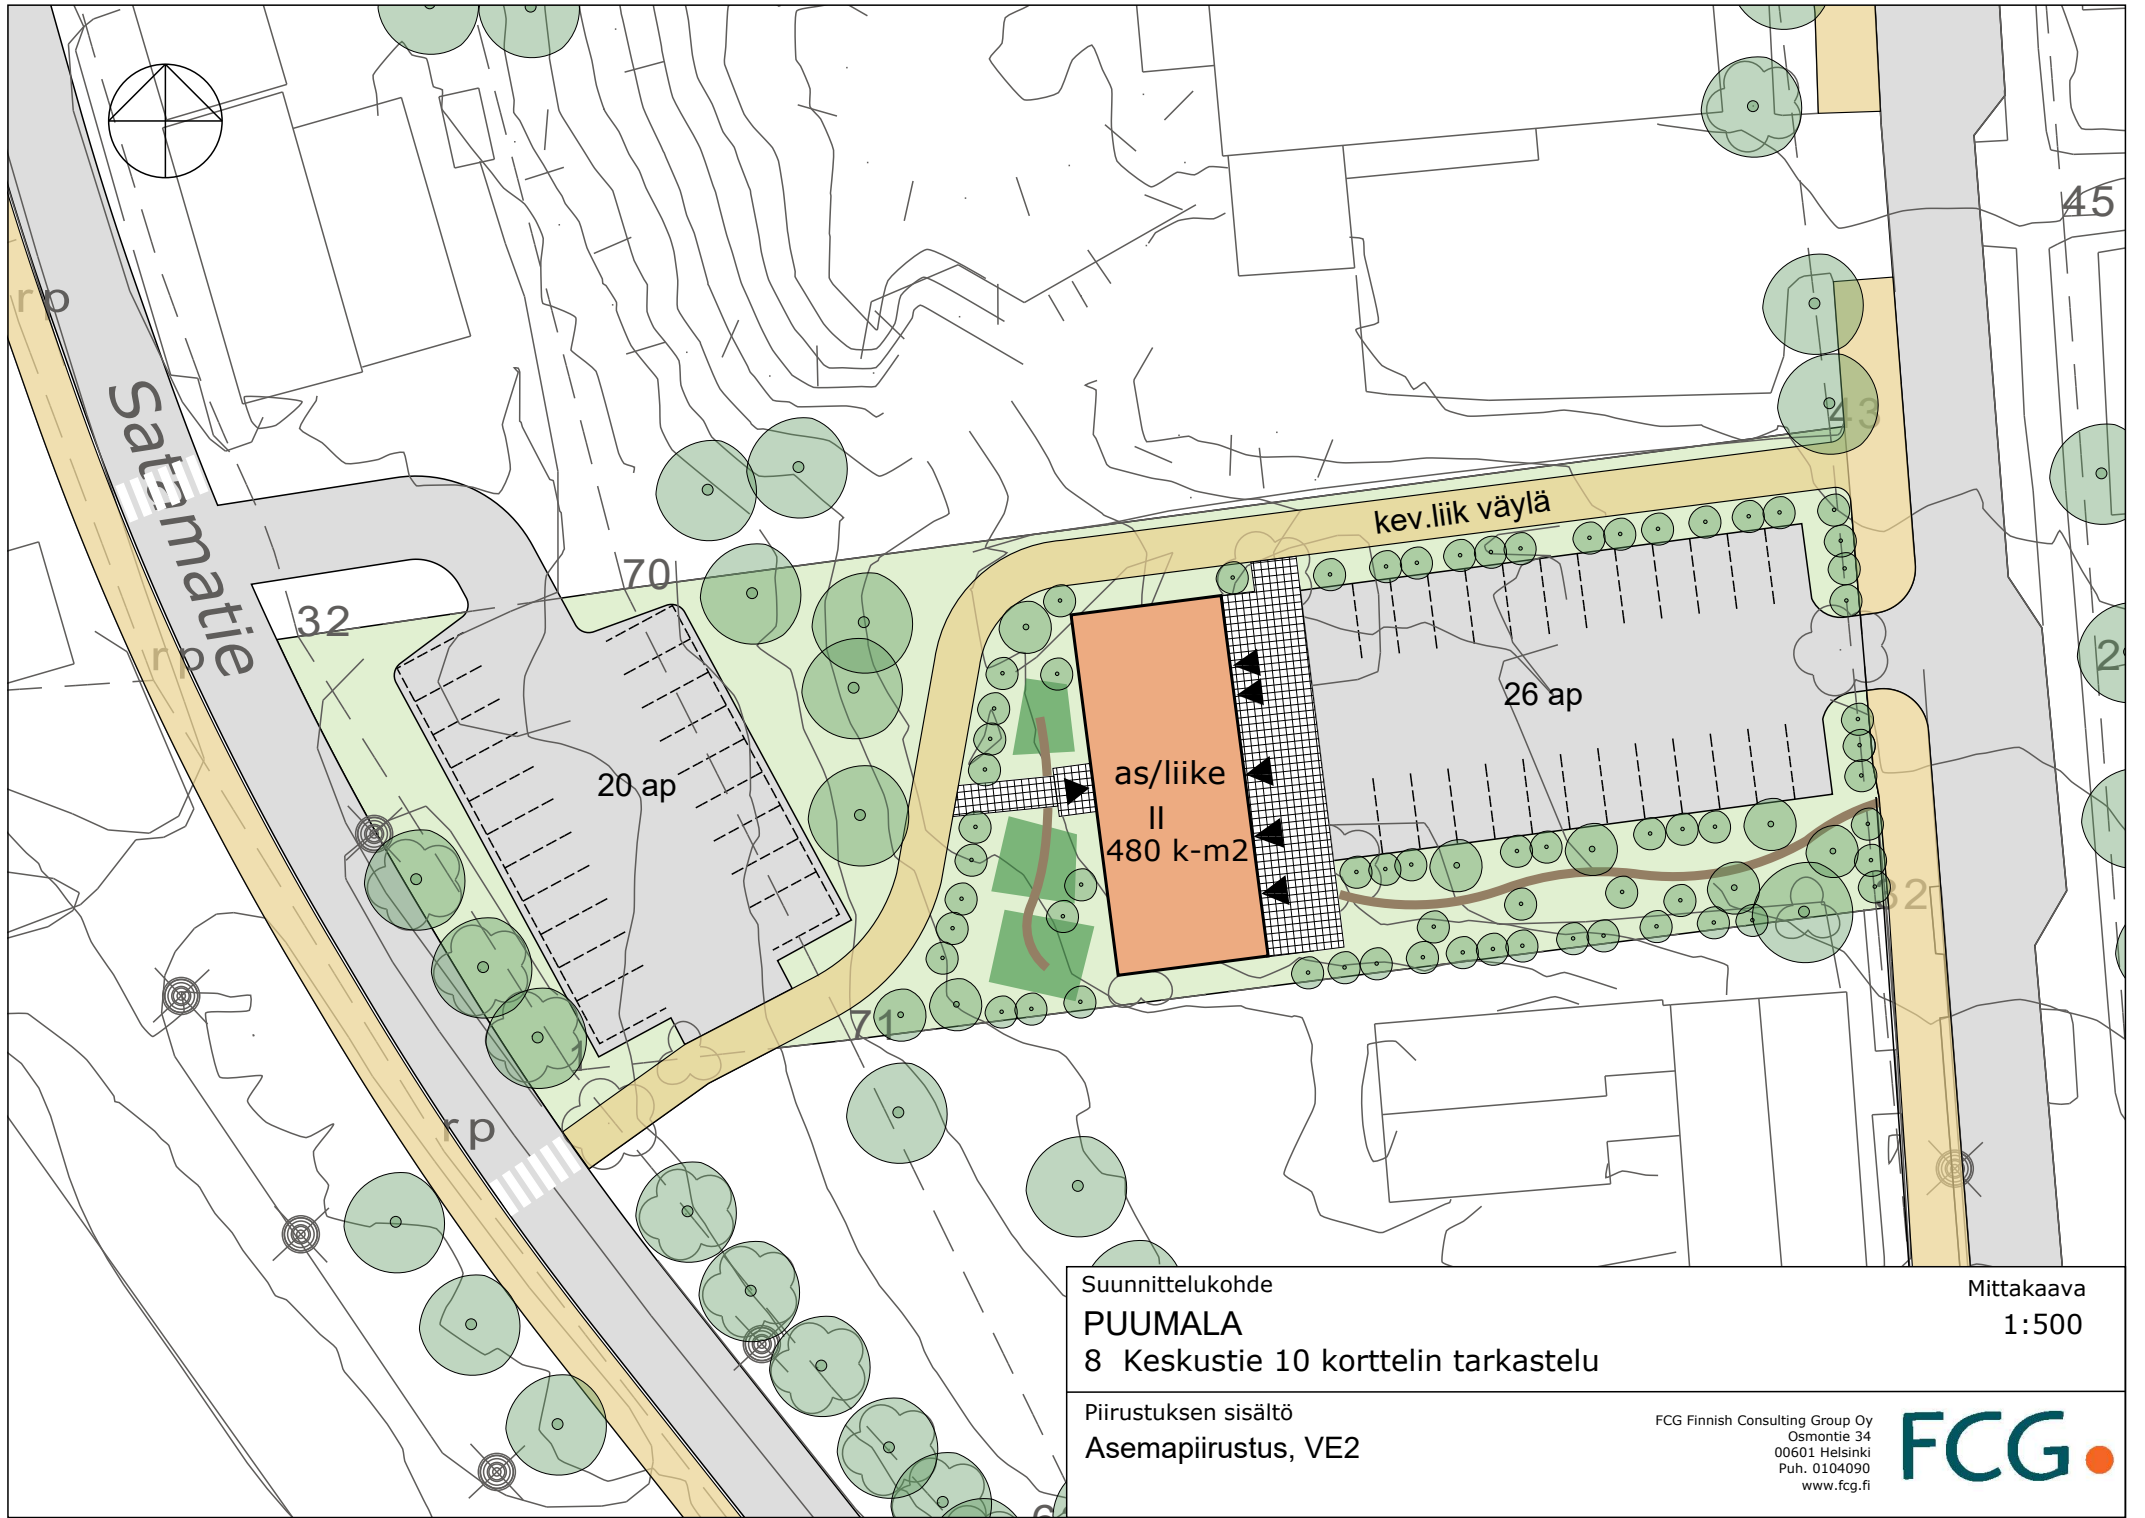 45
rp
Satamatie
43
kev.liik väylä
70
32
rp
29
26 ap
20 ap
as/liike
II
480 k-m2
32
71
1
rp
Suunnittelukohde
Mittakaava
PUUMALA
1:500
8 Keskustie 10 korttelin tarkastelu
Piirustuksen sisältö
Asemapiirustus, VE2
FCG Finnish Consulting Group Oy
Osmontie 34
00601 Helsinki
Puh. 0104090
www.fcg.fi
FCG